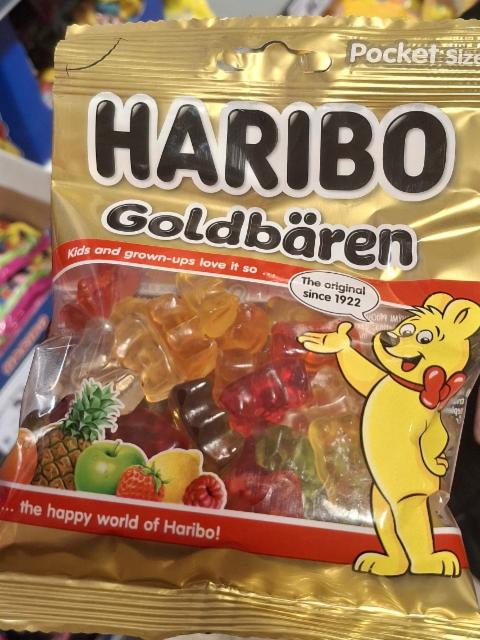 Pocket size
HARIBO
Goldbären
Kids and grown-ups love it so ...
The original
since 1922
... the happy world of Haribo!